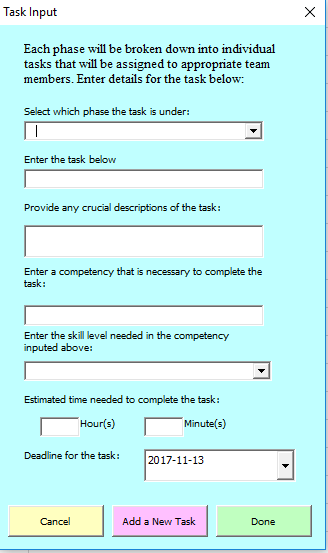 Task Input
Each phase will be broken down into individual
tasks that will be assigned to appropriate team
members. Enter details for the task below:
Select which phase the task is under:
Enter the task below
Provide any crucial descriptions of the task:
Enter a competency that is necessary to complete the
task:
Enter the skill level needed in the competency
inputed above:
Estimated time needed to complete the task:
Hour(s) Minute(s)
Deadline for the task: 2017-11-13
Cancel Add a New Task Done